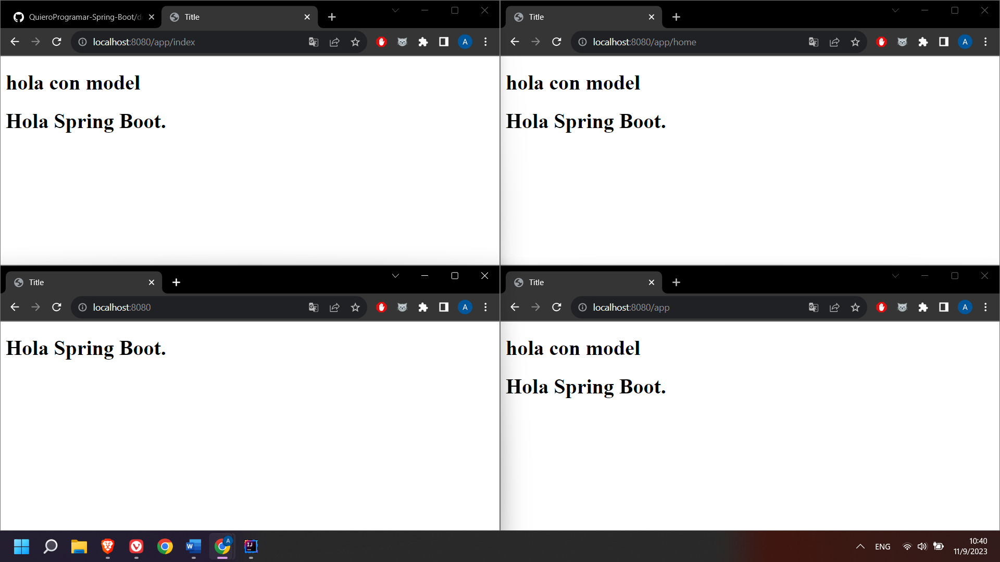 QuieroProgramar-Spring-Boot/d
Title
localhost:8080/app/index
hola con model
Hola Spring Boot.
Title
localhost:8080/app/home
hola con model
Hola Spring Boot.
Title
localhost:8080
Hola Spring Boot.
Title
localhost:8080/app
hola con model
Hola Spring Boot.
ENG
10:40
11/9/2023